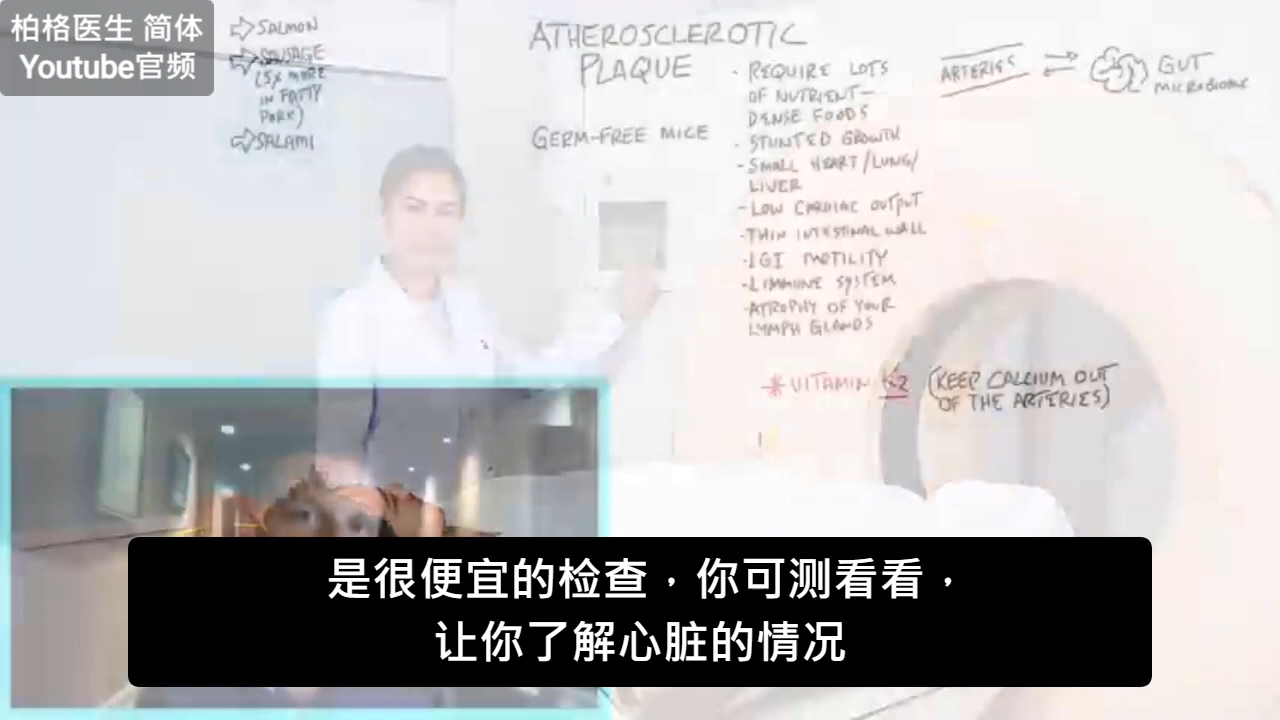 柏格医生 简体
Youtube官频
SALMON
SAUSAGE
(5X MORE
IN FATTY
PORK)
SALAMI
ATHEROSCLEROTIC
PLAQUE
GERM-FREE MICE
· REQUIRE LOTS
OF NUTRIENT-
DENSE FOODS
· STUNTED GROWTH
- SMALL HEART/LUNG/
LIVER
- LOW CARDIAC OUTPUT
- THIN INTESTINAL WALL
· ↓GI MOTILITY
- ↓IMMUNE SYSTEM
- ATROPHY OF YOUR
LYMPH GLANDS
ARTERIES
GUT
MICROBIOME
* VITAMIN K2 (KEEP CALCIUM OUT
OF THE ARTERIES)
是很便宜的检查，你可测看看，
让你了解心脏的情况